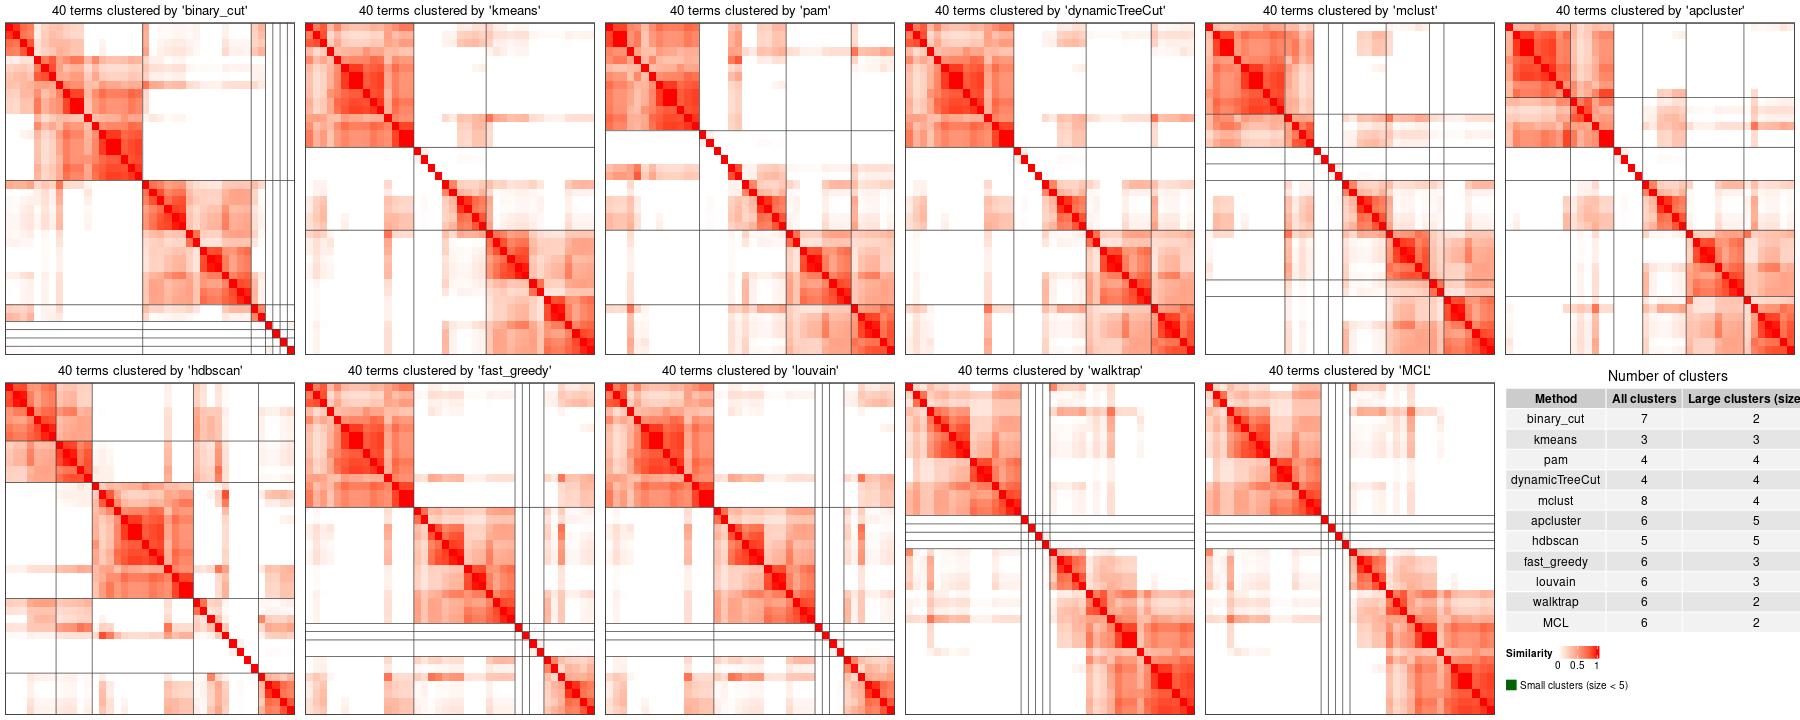 40 terms clustered by 'binary_cut'
40 terms clustered by 'kmeans'
40 terms clustered by 'pam'
40 terms clustered by 'dynamicTreeCut'
40 terms clustered by 'mclust'
40 terms clustered by 'apcluster'
40 terms clustered by 'hdbscan'
40 terms clustered by 'fast_greedy'
40 terms clustered by 'louvain'
40 terms clustered by 'walktrap'
40 terms clustered by 'MCL'
Number of clusters
Method All clusters Large clusters (size
binary_cut 7 2
kmeans 3 3
pam 4 4
dynamicTreeCut 4 4
mclust 8 4
apcluster 6 5
hdbscan 5 5
fast_greedy 6 3
louvain 6 3
walktrap 6 2
MCL 6 2
Similarity
0 0.5 1
Small clusters (size < 5)